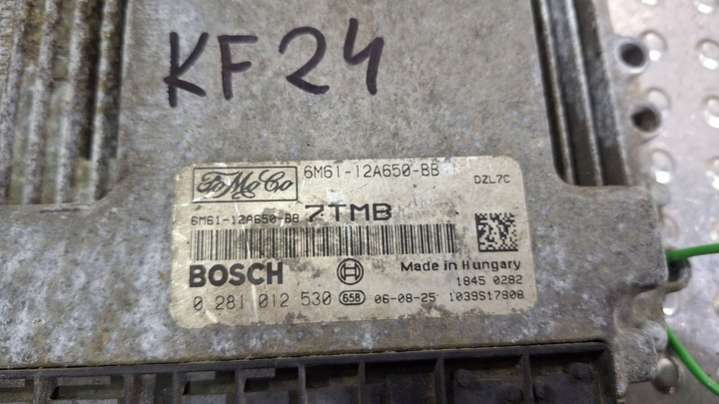 KF24
FoMoCo 6M61-12A650-BB
DZL7C
6M61-12A650-BB 7TMB
BOSCH Made in Hungary
1845 0282
0 281 012 530 658 06-08-25 1039S17908